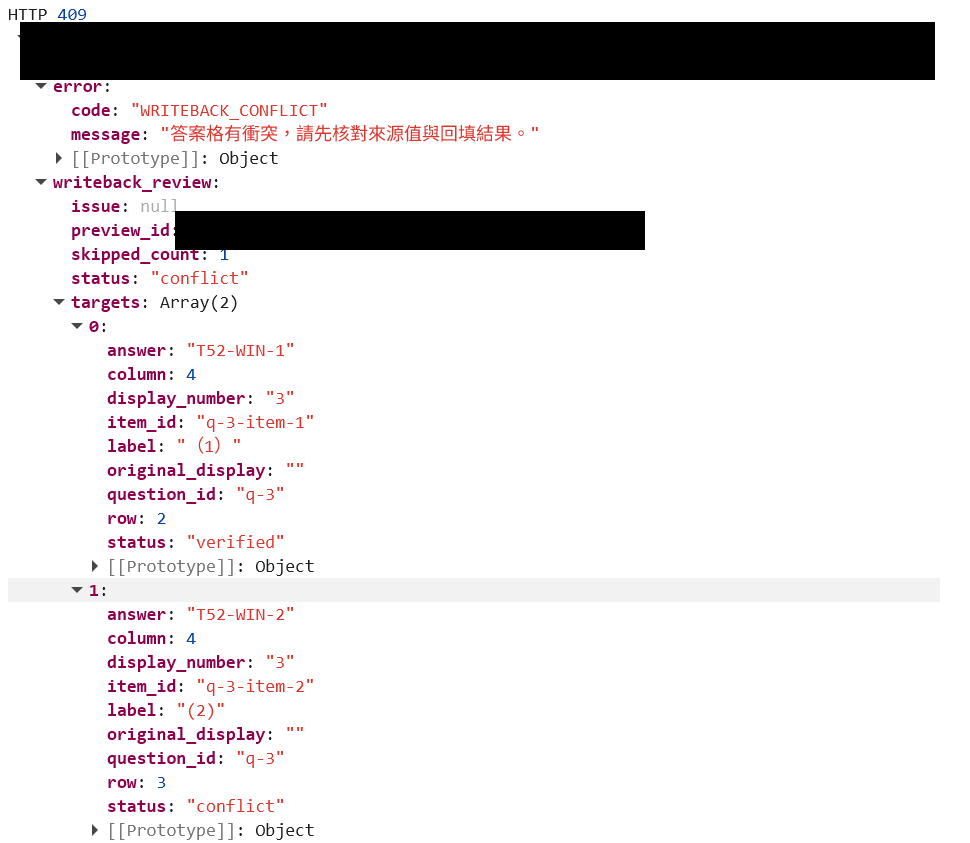 HTTP 409
error:
code: "WRITEBACK_CONFLICT"
message: "答案格有衝突，請先核對來源值與回填結果。"
[[Prototype]]: Object
writeback_review:
issue: null
preview_id:
skipped_count: 1
status: "conflict"
targets: Array(2)
0:
answer: "T52-WIN-1"
column: 4
display_number: "3"
item_id: "q-3-item-1"
label: "（1）"
original_display: ""
question_id: "q-3"
row: 2
status: "verified"
[[Prototype]]: Object
1:
answer: "T52-WIN-2"
column: 4
display_number: "3"
item_id: "q-3-item-2"
label: "(2)"
original_display: ""
question_id: "q-3"
row: 3
status: "conflict"
[[Prototype]]: Object